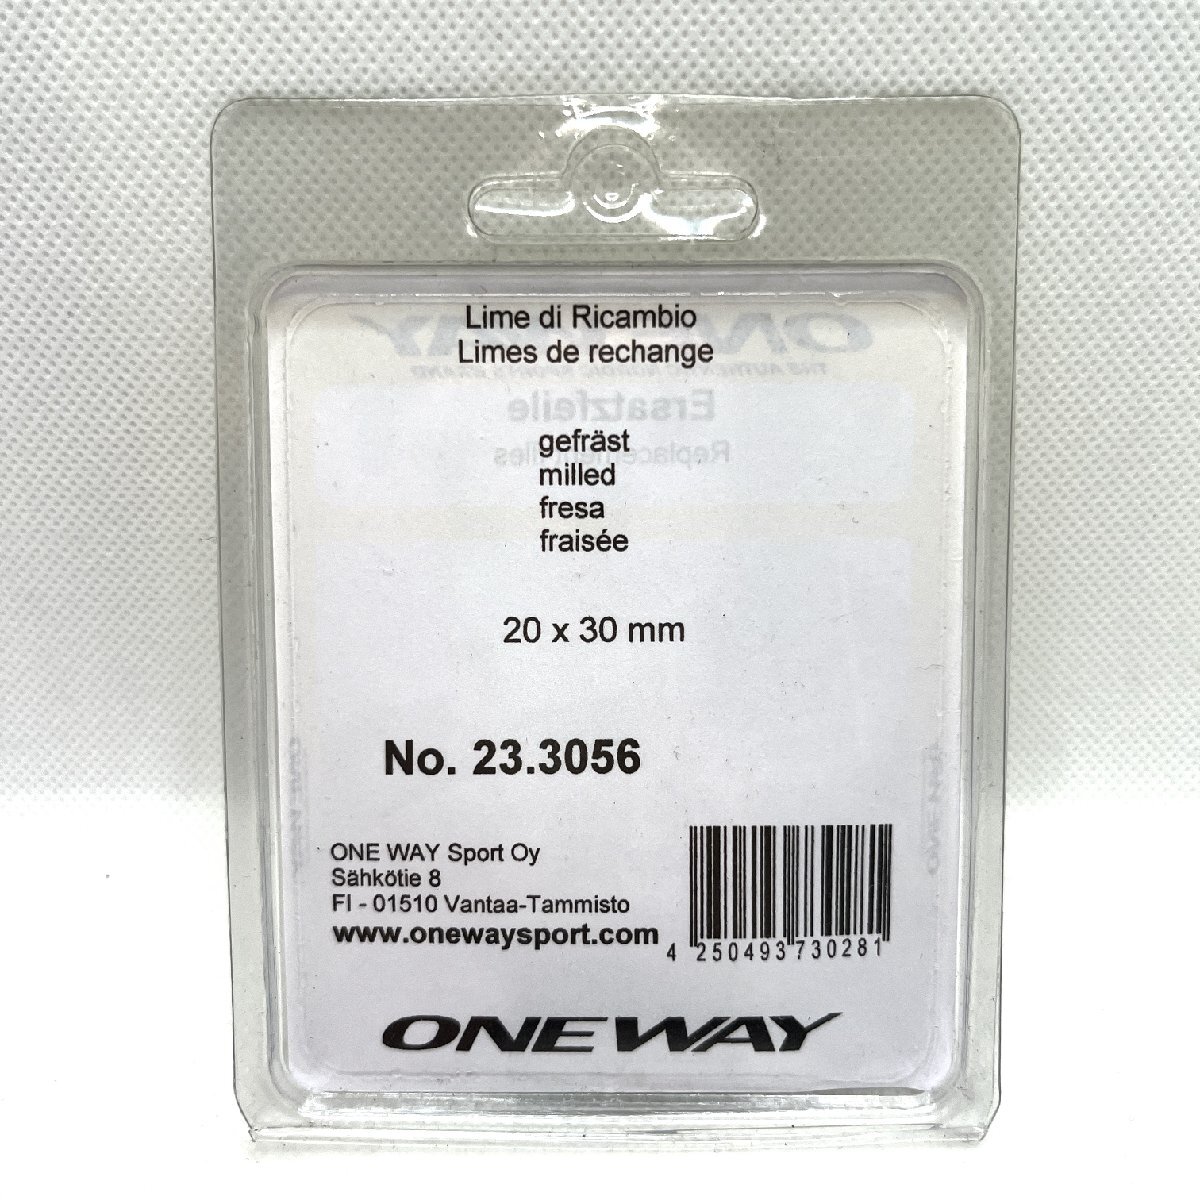 Lime di Ricambio
Limes de rechange
ONEWAY
Ersatzfeile
gefräst
milled
fresa
fraisée
20 x 30 mm
No. 23.3056
ONE WAY Sport Oy
Sähkötie 8
FI - 01510 Vantaa-Tammisto
www.onewaysport.com
4 250493 730281
ONEWAY